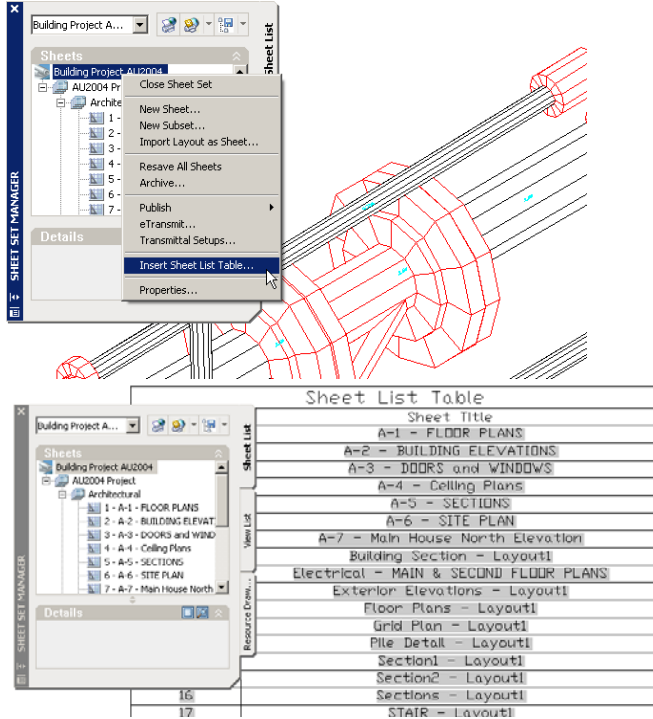 Building Project A...
Sheet List
Sheets
Building Project AU2004
AU2004 Pr
Archite
1 -
2 -
3 -
4 -
5 -
6 -
7 -
Details
SHEET SET MANAGER
Close Sheet Set
New Sheet...
New Subset...
Import Layout as Sheet...
Resave All Sheets
Archive...
Publish
eTransmit...
Transmittal Setups...
Insert Sheet List Table...
Properties...
Building Project A...
Sheet List
View List
Resource Draw...
Sheets
Building Project AU2004
AU2004 Project
Architectural
1 - A-1 - FLOOR PLANS
2 - A-2 - BUILDING ELEVAT
3 - A-3 - DOORS and WIND
4 - A-4 - Ceiling Plans
5 - A-5 - SECTIONS
6 - A-6 - SITE PLAN
7 - A-7 - Main House North
Details
SHEET SET MANAGER
Sheet List Table
Sheet Title
A-1 - FLOOR PLANS
A-2 - BUILDING ELEVATIONS
A-3 - DOORS and WINDOWS
A-4 - Ceiling Plans
A-5 - SECTIONS
A-6 - SITE PLAN
A-7 - Main House North Elevation
Building Section - Layout1
Electrical - MAIN & SECOND FLOOR PLANS
Exterior Elevations - Layout1
Floor Plans - Layout1
Grid Plan - Layout1
Pile Detail - Layout1
Section1 - Layout1
Section2 - Layout1
16 Sections - Layout1
17 STAIR - Layout1